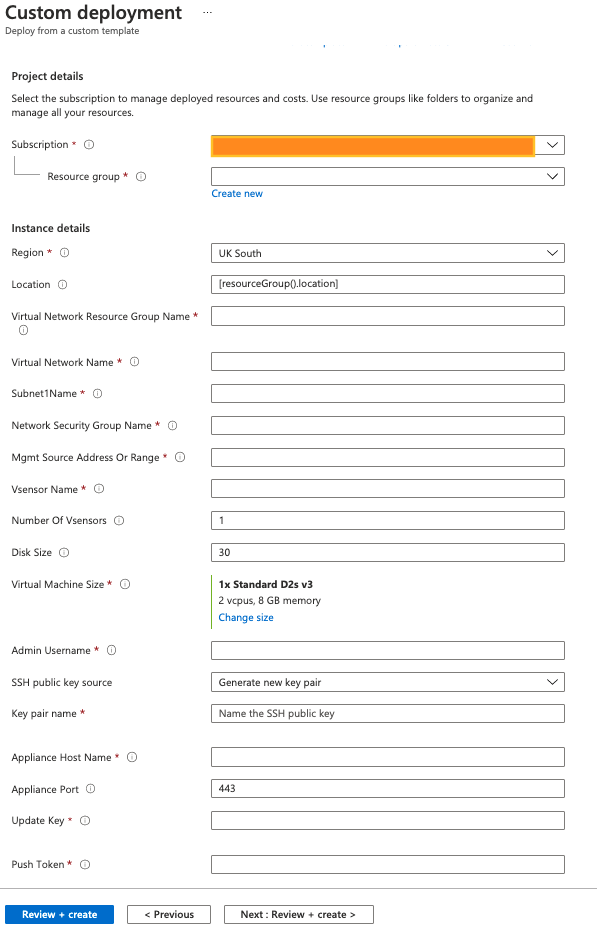 Custom deployment ...
Deploy from a custom template
Project details
Select the subscription to manage deployed resources and costs. Use resource groups like folders to organize and
manage all your resources.
Subscription *
Resource group *
Create new
Instance details
Region * UK South
Location [resourceGroup().location]
Virtual Network Resource Group Name *
Virtual Network Name *
Subnet1Name *
Network Security Group Name *
Mgmt Source Address Or Range *
Vsensor Name *
Number Of Vsensors 1
Disk Size 30
Virtual Machine Size * 1x Standard D2s v3
2 vcpus, 8 GB memory
Change size
Admin Username *
SSH public key source Generate new key pair
Key pair name * Name the SSH public key
Appliance Host Name *
Appliance Port 443
Update Key *
Push Token *
Review + create < Previous Next : Review + create >